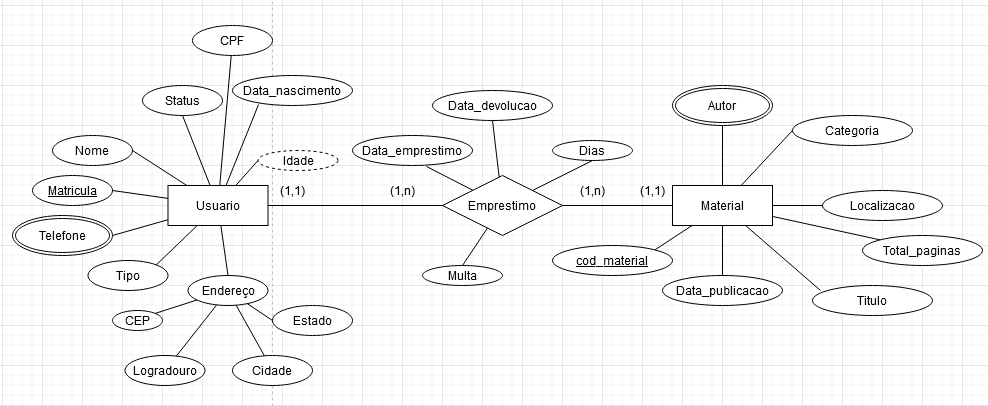 CPF
Data_nascimento
Status
Nome
Idade
Matricula
Usuario
Telefone
Tipo
Endereço
CEP
Estado
Logradouro
Cidade
(1,1)
(1,n)
Data_devolucao
Data_emprestimo
Dias
Emprestimo
Multa
(1,n)
(1,1)
Autor
Categoria
Material
Localizacao
Total_paginas
cod_material
Data_publicacao
Titulo